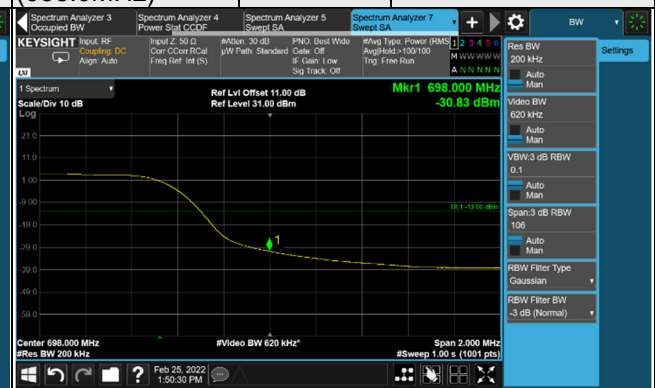 Spectrum Analyzer 3
Occupied BW
Spectrum Analyzer 4
Power Stat CCDF
Spectrum Analyzer 5
Swept SA
Spectrum Analyzer 7
Swept SA
BW
KEYSIGHT
Input: RF
Coupling: DC
Align: Auto
Input Z: 50 Ω
Corr CCorr RCal
Freq Ref: Int (S)
#Atten: 30 dB
µW Path: Standard
PNO: Best Wide
Gate: Off
IF Gain: Low
Sig Track: Off
#Avg Type: Power (RMS
Avg|Hold:>100/100
Trig: Free Run
1 2 3 4 5 6
M W W W W W
A N N N N N
LXI
1 Spectrum
Scale/Div 10 dB
Log
Ref Lvl Offset 11.00 dB
Ref Level 31.00 dBm
Mkr1 698.000 MHz
-30.83 dBm
21.0
11.0
1.00
-9.00
-19.0
-29.0
-39.0
-49.0
-59.0
DL1 -13.00 dBm
1
Center 698.000 MHz
#Res BW 200 kHz
#Video BW 620 kHz*
Span 2.000 MHz
#Sweep 1.00 s (1001 pts)
Res BW
200 kHz
Auto
Man
Video BW
620 kHz
Auto
Man
VBW:3 dB RBW
0.1
Auto
Man
Span:3 dB RBW
106
Auto
Man
RBW Filter Type
Gaussian
RBW Filter BW
-3 dB (Normal)
Settings
?
Feb 25, 2022
1:50:30 PM